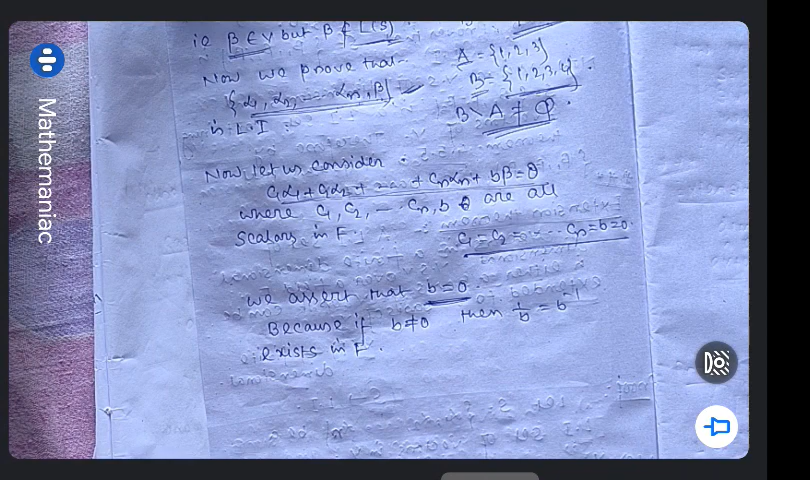 Mathemaniac
ie β ∈ V but β ∉ L(S)
Now we prove that
{α1, α2, --- αn, β}
is L.I
A = {1,2,3}
B = {1,2,3,4}
B \ A ≠ φ.
Now let us consider
c1α1 + c2α2 + --- + cnαn + bβ = 0
where c1, c2, - cn, b are all
scalars in F.
c1 = c2 = --- cn = b = 0
we assert that b=0
Because if b≠0 then 1/b = b^-1
exists in F.